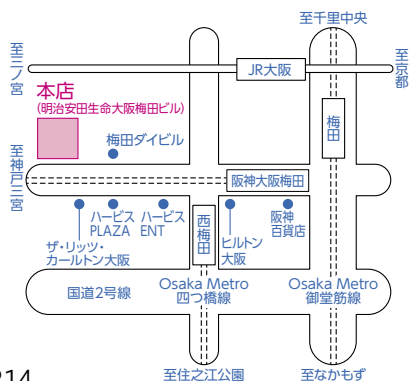 至千里中央
至三ノ宮
JR大阪
至京都
本店
(明治安田生命大阪梅田ビル)
梅田
梅田ダイビル
至神戸三宮
阪神大阪梅田
ハービス
PLAZA
ハービス
ENT
西梅田
ヒルトン
大阪
阪神
百貨店
ザ・リッツ・
カールトン大阪
国道2号線
Osaka Metro
四つ橋線
Osaka Metro
御堂筋線
214
至住之江公園
至なかもず